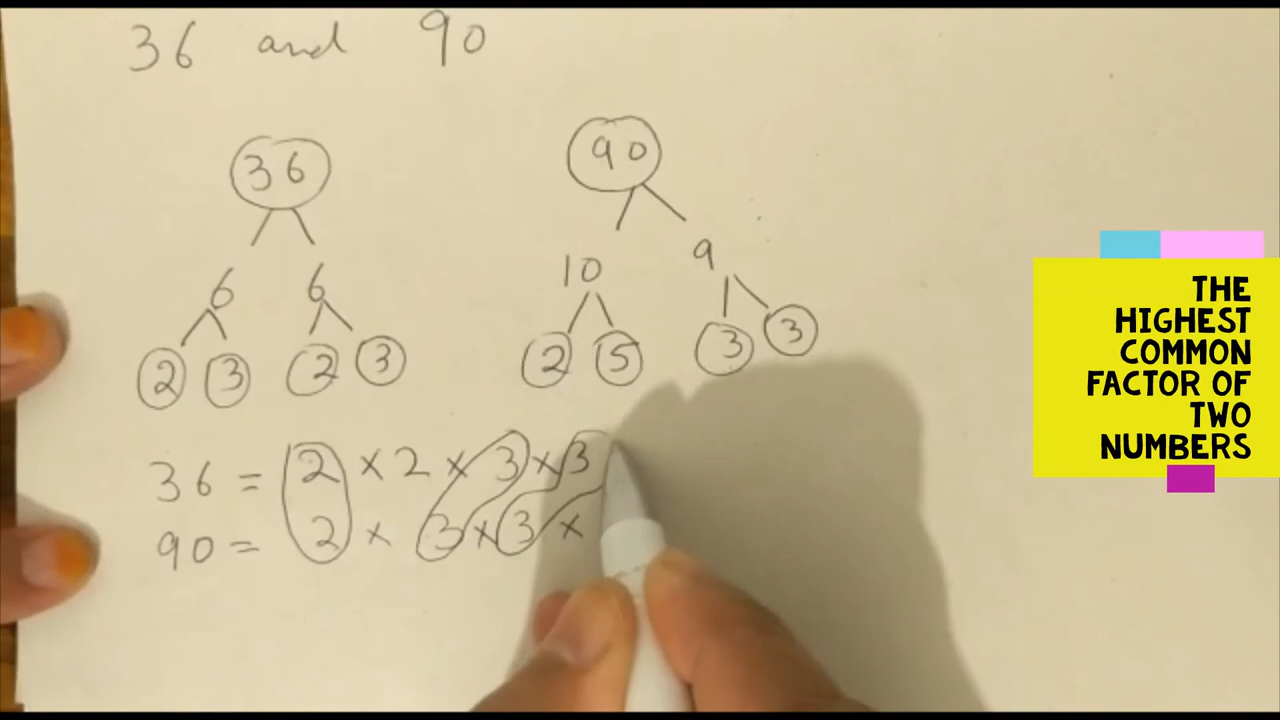 36 and 90
36
90
6 6
10 9
2 3 2 3
2 5 3 3
36 = 2 × 2 × 3 × 3
90 = 2 × 3 × 3 ×
THE
HIGHEST
COMMON
FACTOR OF
TWO
NUMBERS